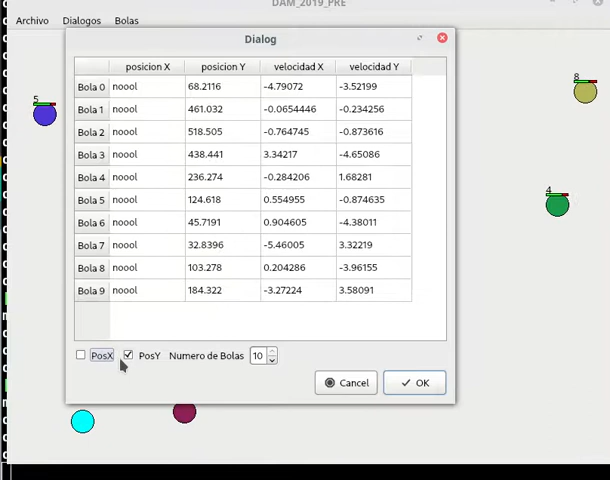 DAM_2019_PRE
Archivo Dialogos Bolas
Dialog
posicion X posicion Y velocidad X velocidad Y
Bola 0 noool 68.2116 -4.79072 -3.52199
Bola 1 noool 461.032 -0.0654446 -0.234256
Bola 2 noool 518.505 -0.764745 -0.873616
Bola 3 noool 438.441 3.34217 -4.65086
Bola 4 noool 236.274 -0.284206 1.68281
Bola 5 noool 124.618 0.554955 -0.874635
Bola 6 noool 45.7191 0.904605 -4.38011
Bola 7 noool 32.8396 -5.46005 3.32219
Bola 8 noool 103.278 0.204286 -3.96155
Bola 9 noool 184.322 -3.27224 3.58091
PosX PosY Numero de Bolas 10
Cancel OK
5
8
4